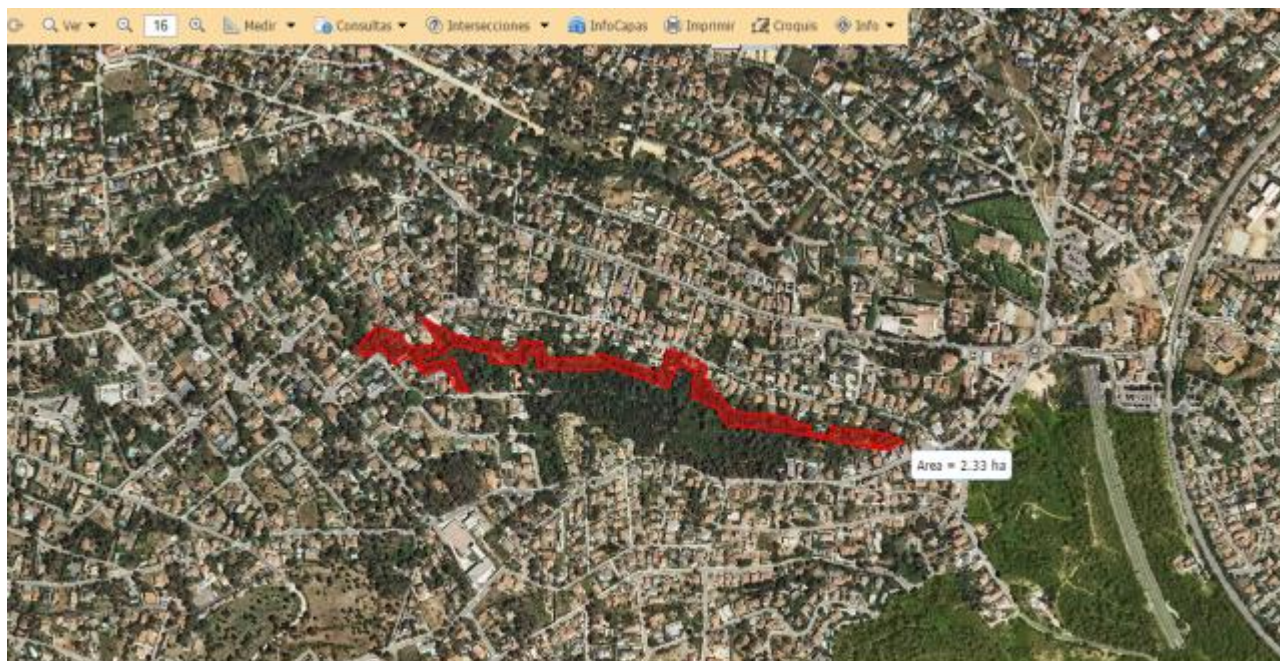 Ver 16 Medir Consultas Intersecciones InfoCapas Imprimir Croquis Info
Area = 2.33 ha